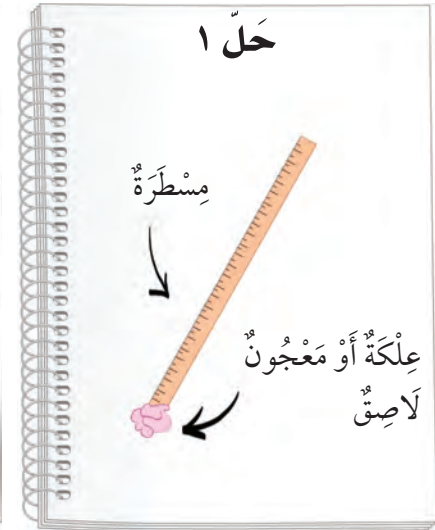 حَلّ ١
مِسْطَرَةٌ
عِلْكَةٌ أَوْ مَعْجُونٌ
لَاصِقٌ